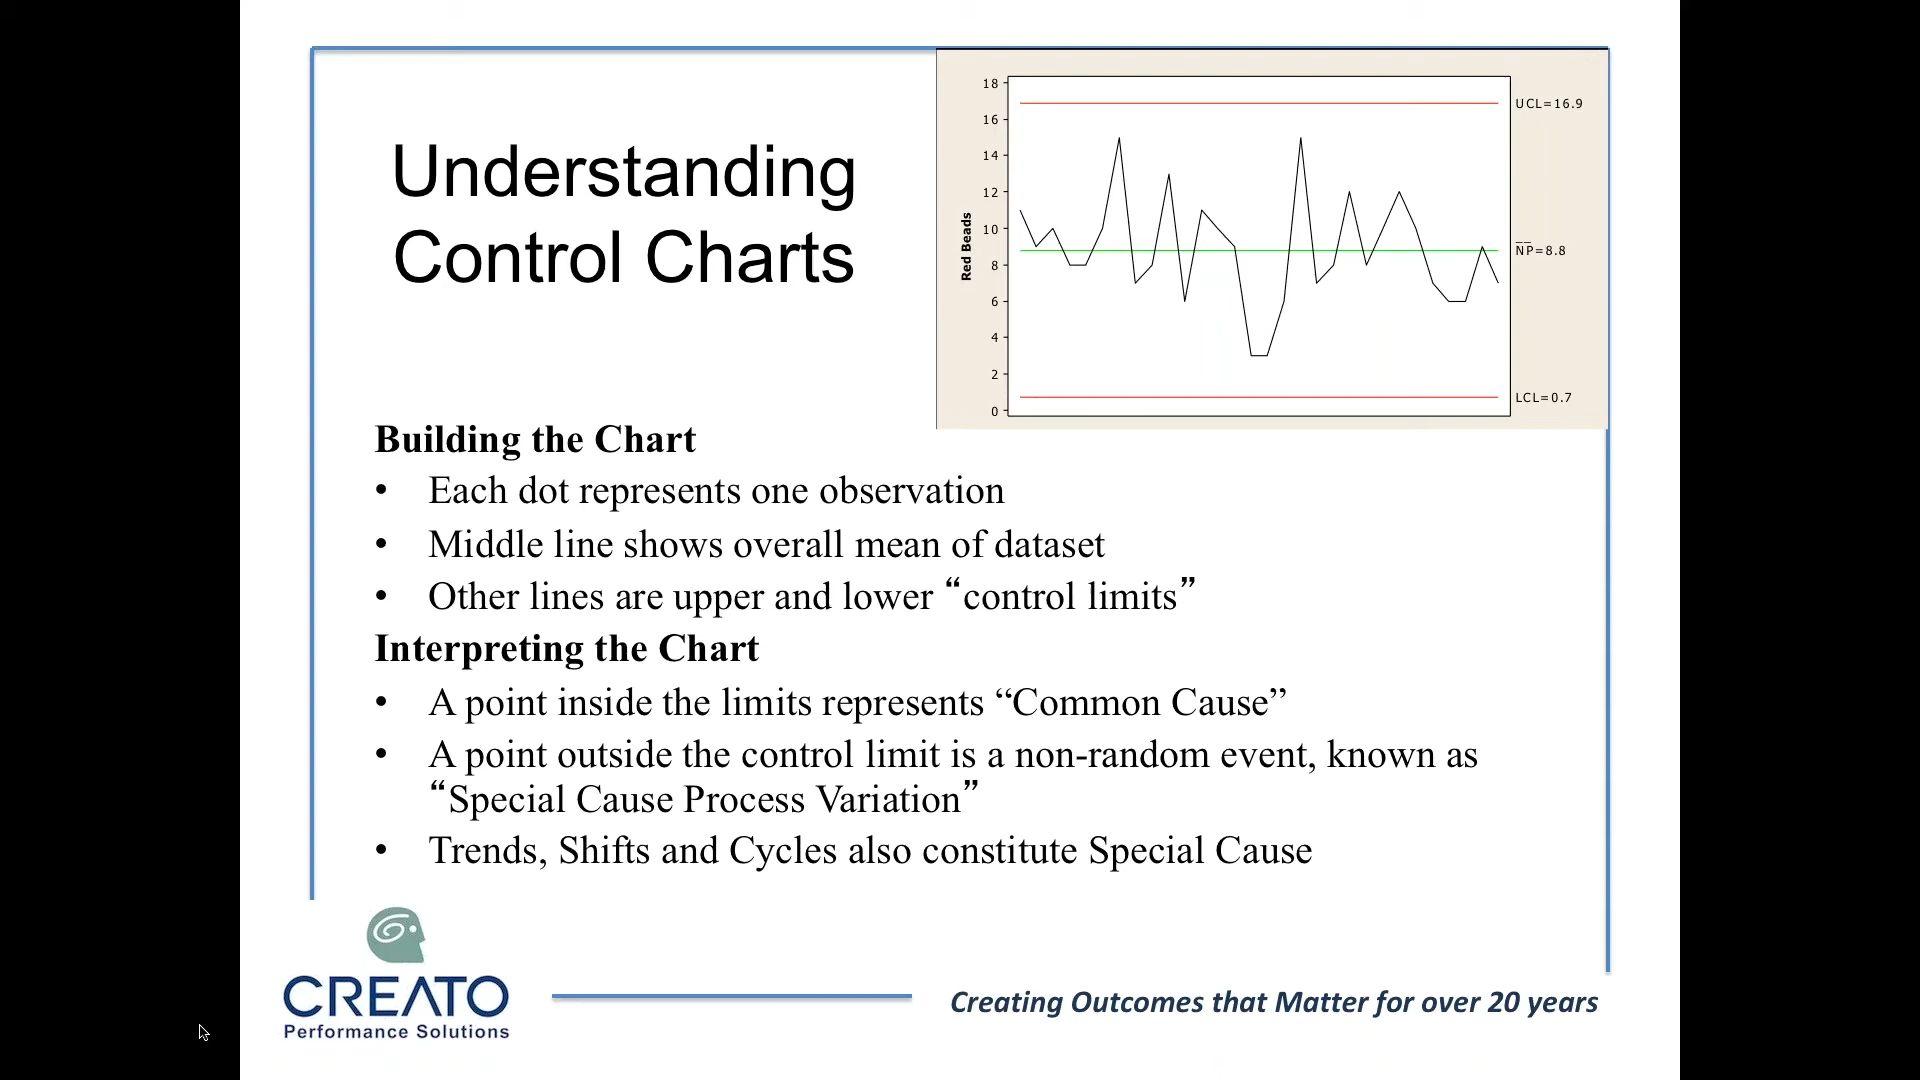 Understanding
Control Charts
18
16
14
12
10
8
6
4
2
0
Red Beads
UCL=16.9
NP=8.8
LCL=0.7
Building the Chart
• Each dot represents one observation
• Middle line shows overall mean of dataset
• Other lines are upper and lower “control limits”
Interpreting the Chart
• A point inside the limits represents “Common Cause”
• A point outside the control limit is a non-random event, known as
“Special Cause Process Variation”
• Trends, Shifts and Cycles also constitute Special Cause
CREATO
Performance Solutions
Creating Outcomes that Matter for over 20 years